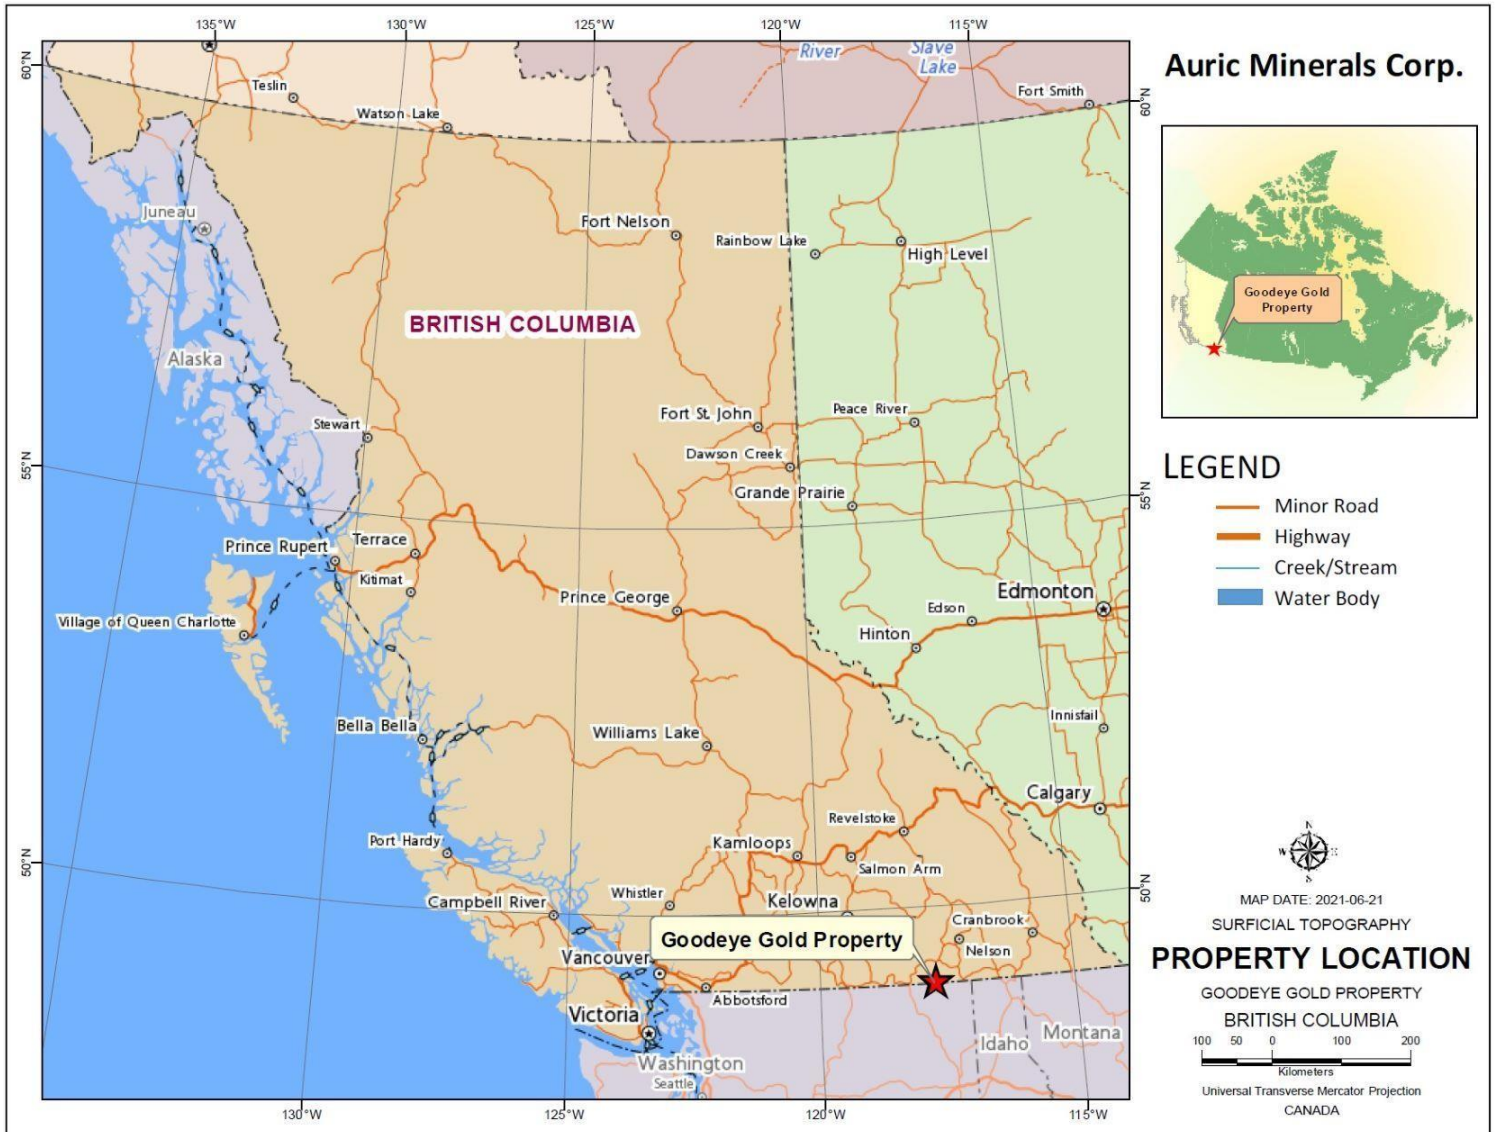 135°W
130°W
125°W
120°W
115°W
60°N
60°N
55°N
55°N
50°N
50°N
130°W
125°W
120°W
115°W
River
Slave
Lake
Teslin
Watson Lake
Fort Smith
Juneau
Fort Nelson
Rainbow Lake
High Level
BRITISH COLUMBIA
Alaska
Stewart
Fort St. John
Peace River
Dawson Creek
Grande Prairie
Prince Rupert
Terrace
Kitimat
Village of Queen Charlotte
Prince George
Edson
Edmonton
Hinton
Bella Bella
Williams Lake
Innisfail
Calgary
Port Hardy
Revelstoke
Kamloops
Salmon Arm
Campbell River
Whistler
Kelowna
Cranbrook
Nelson
Goodeye Gold Property
Vancouver
Abbotsford
Victoria
Washington
Seattle
Idaho
Montana
Auric Minerals Corp.
Goodeye Gold
Property
LEGEND
Minor Road
Highway
Creek/Stream
Water Body
N
W
E
S
MAP DATE: 2021-06-21
SURFICIAL TOPOGRAPHY
PROPERTY LOCATION
GOODEYE GOLD PROPERTY
BRITISH COLUMBIA
100 50 0 100 200
Kilometers
Universal Transverse Mercator Projection
CANADA